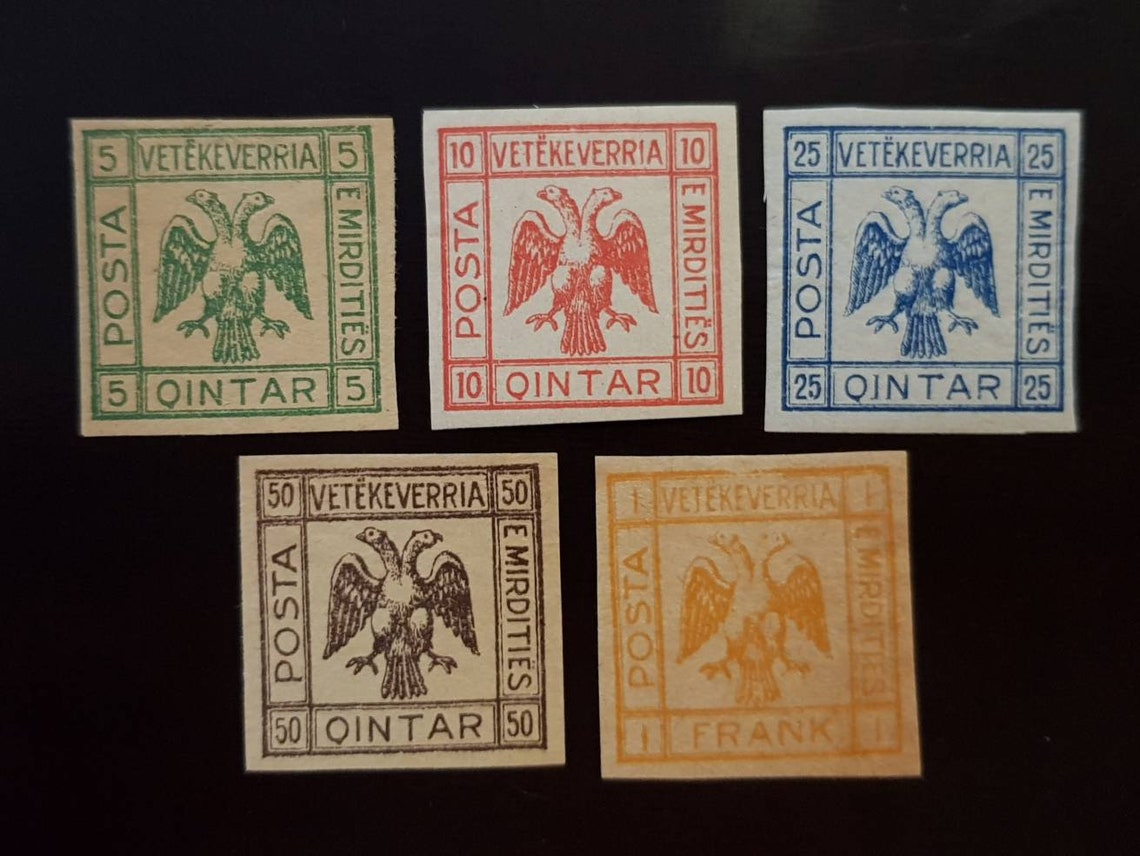 5 VETËKEVERRIA 5
POSTA
E MIRDITIËS
5 QINTAR 5
10 VETËKEVERRIA 10
POSTA
E MIRDITIËS
10 QINTAR 10
25 VETËKEVERRIA 25
POSTA
E MIRDITIËS
25 QINTAR 25
50 VETËKEVERRIA 50
POSTA
E MIRDITIËS
50 QINTAR 50
1 VETËKEVERRIA 1
POSTA
E MIRDITIËS
1 FRANK 1